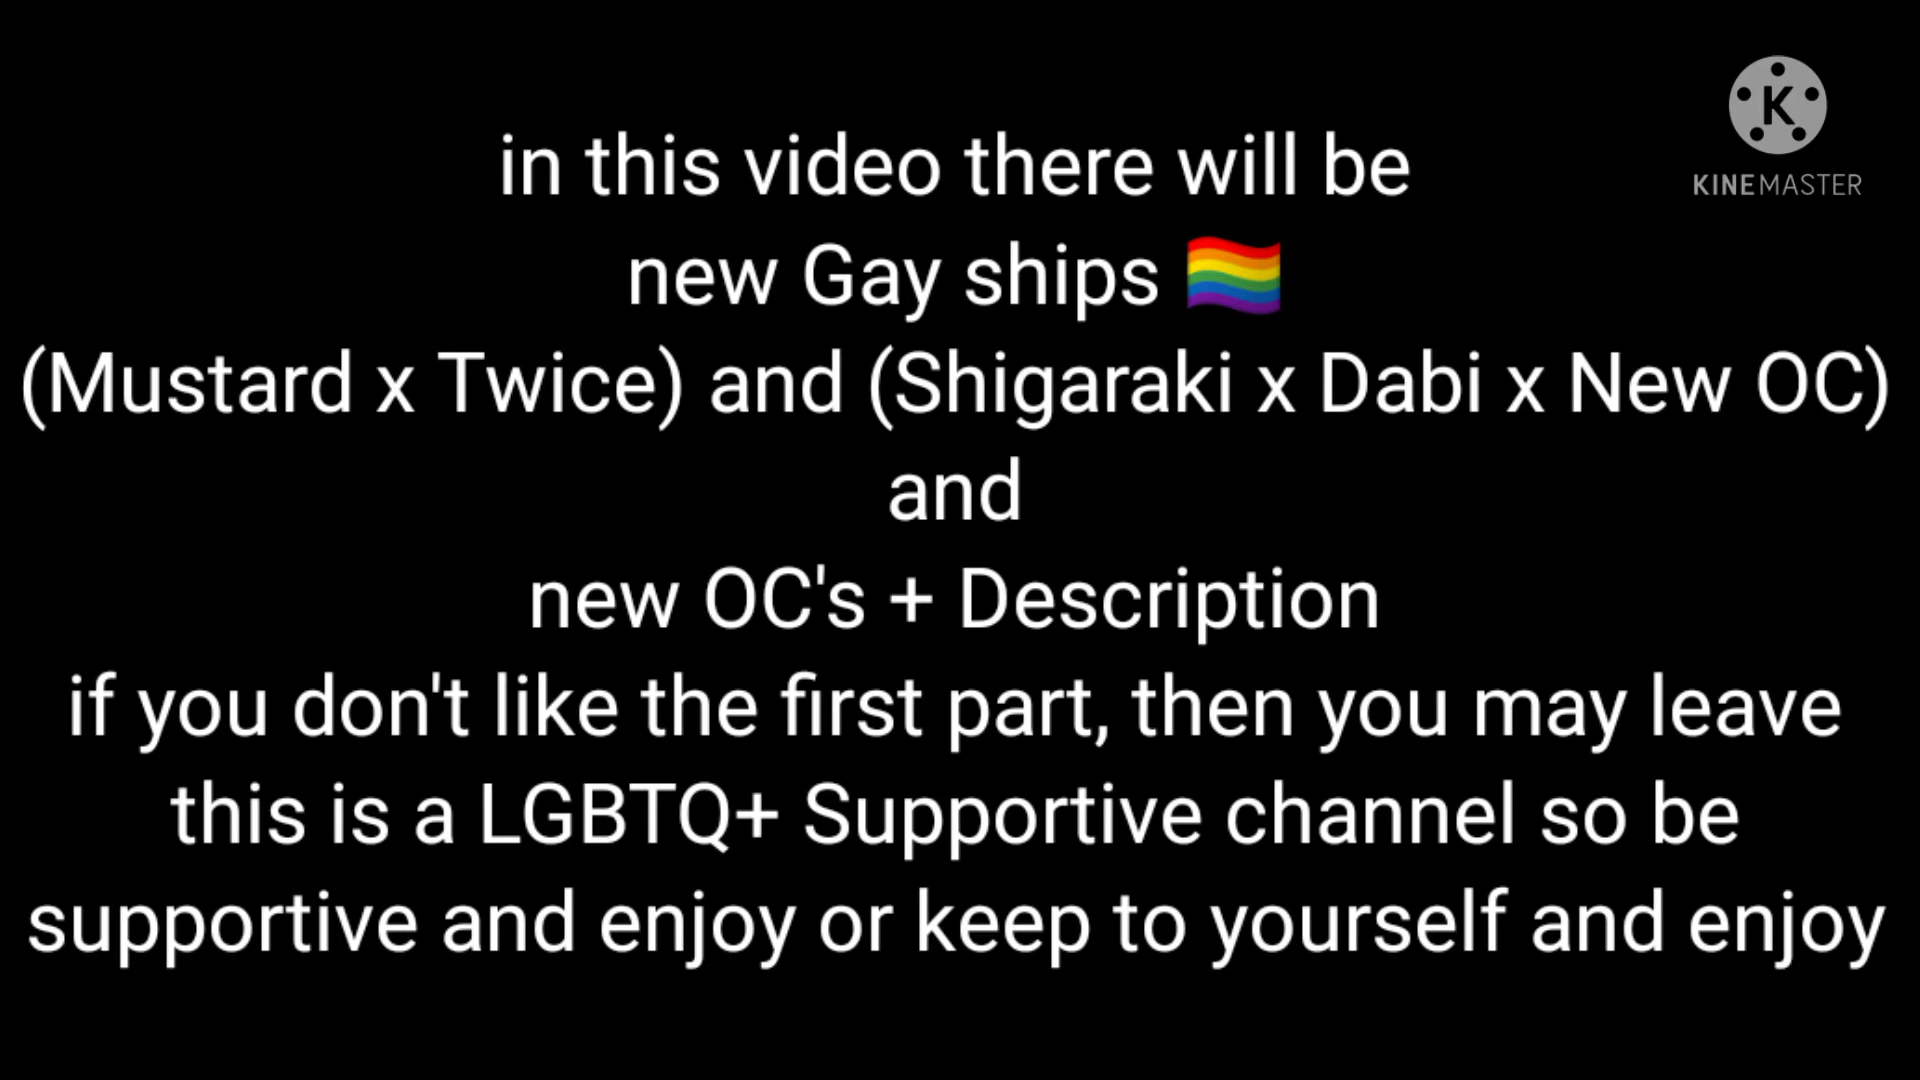 K
KINEMASTER
in this video there will be
new Gay ships 🏳️‍🌈
(Mustard x Twice) and (Shigaraki x Dabi x New OC)
and
new OC's + Description
if you don't like the first part, then you may leave
this is a LGBTQ+ Supportive channel so be
supportive and enjoy or keep to yourself and enjoy